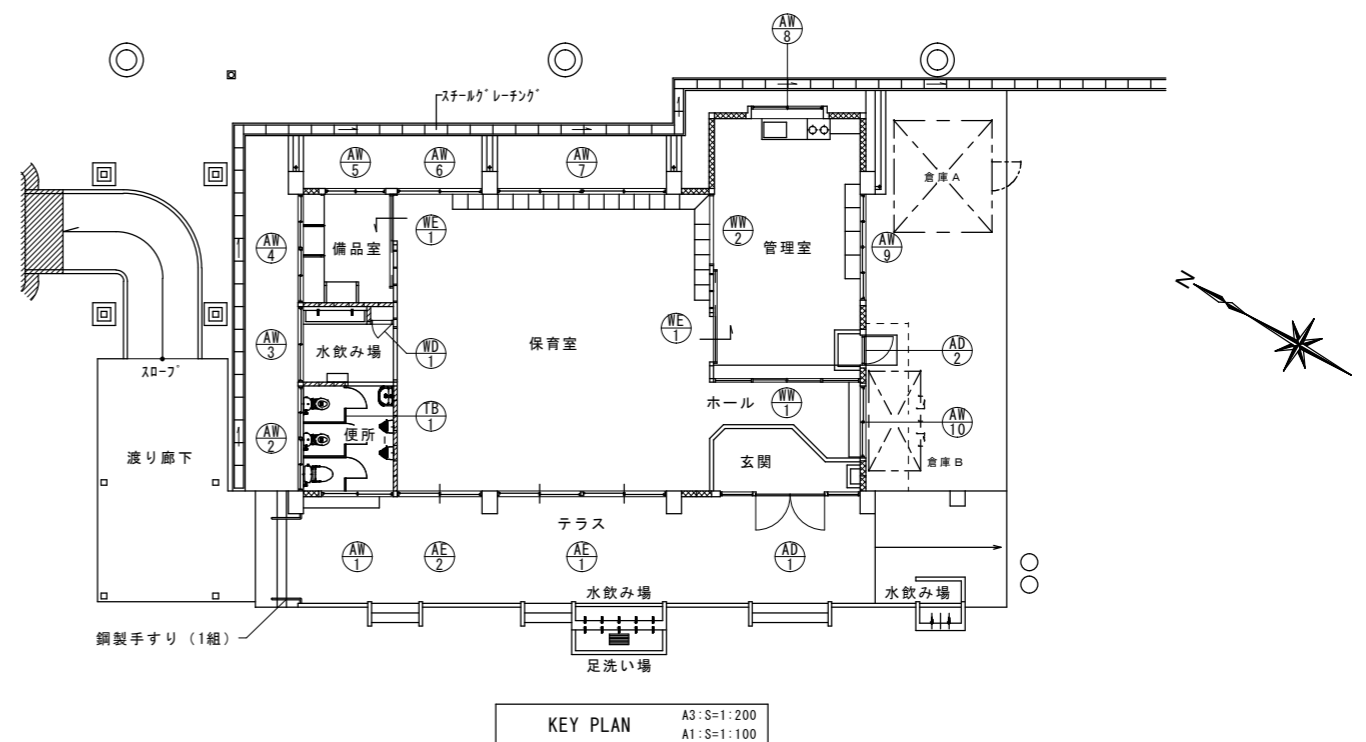 AW
8
スチールグレーチング
AW
5
AW
6
AW
7
倉庫A
備品室
WE
1
WW
2
管理室
AW
4
AW
9
N
WE
1
AW
3
水飲み場
WD
1
保育室
AD
2
スロープ
ホール
WW
1
TB
1
AW
2
便所
AW
10
渡り廊下
玄関
倉庫B
テラス
AW
1
AE
2
AE
1
AD
1
水飲み場
水飲み場
鋼製手すり (1組)
足洗い場
KEY PLAN
A3:S=1:200
A1:S=1:100